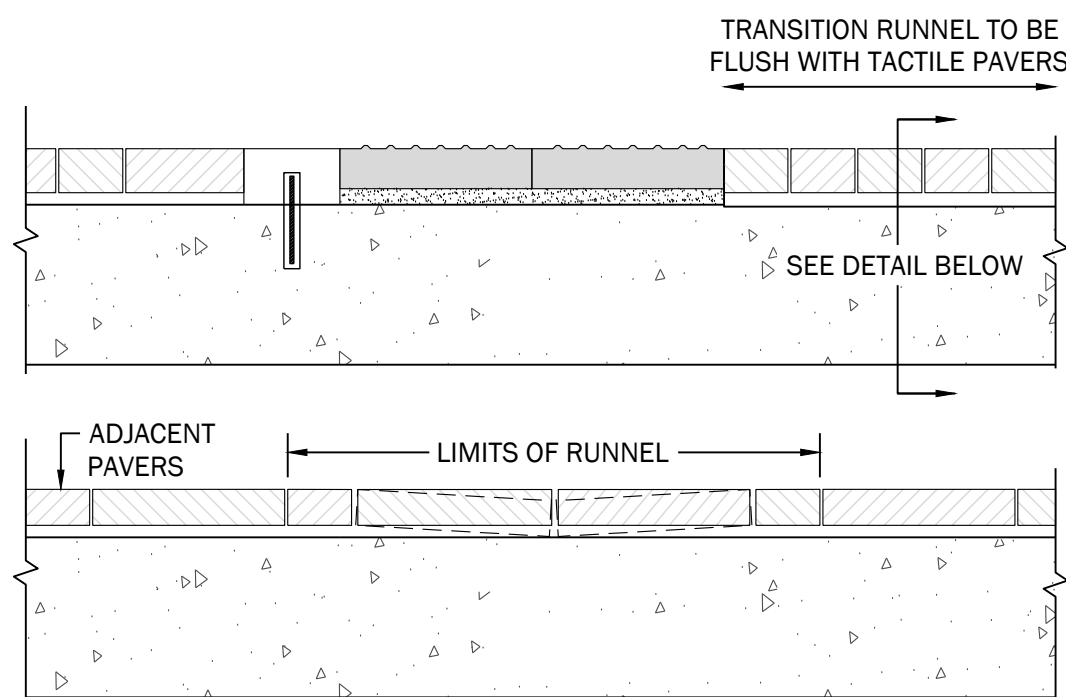 TRANSITION RUNNEL TO BE
FLUSH WITH TACTILE PAVERS
SEE DETAIL BELOW
ADJACENT
PAVERS
LIMITS OF RUNNEL